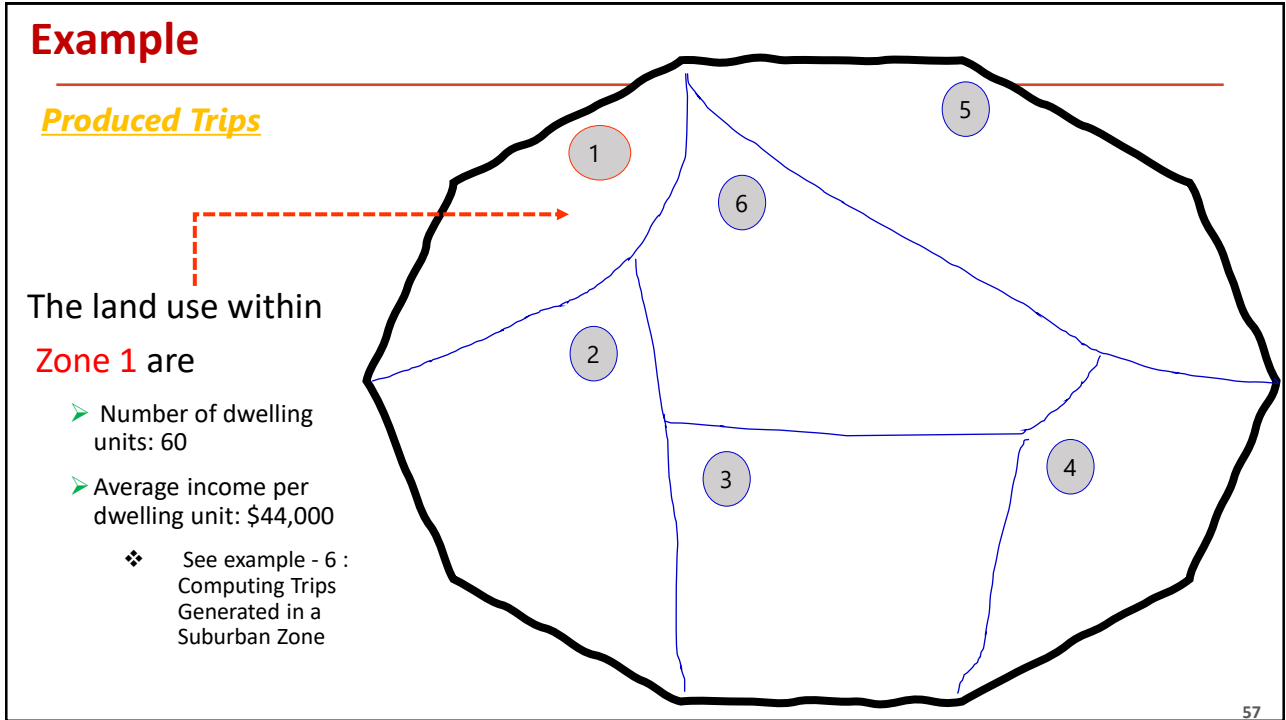 Example
Produced Trips
The land use within
Zone 1 are
➢ Number of dwelling
units: 60
➢ Average income per
dwelling unit: $44,000
❖ See example - 6 :
Computing Trips
Generated in a
Suburban Zone
1
5
6
2
3
4
57